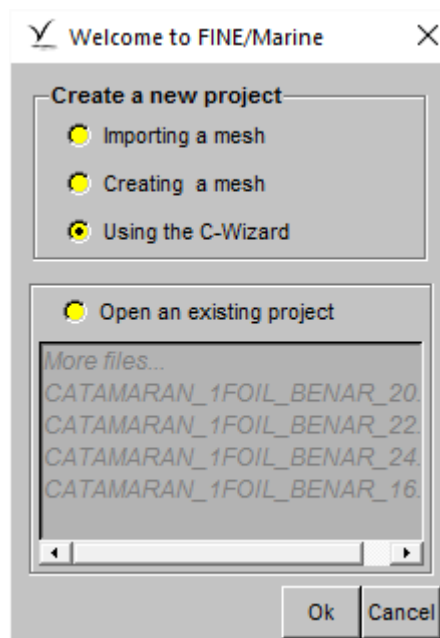 Welcome to FINE/Marine
Create a new project
Importing a mesh
Creating a mesh
Using the C-Wizard
Open an existing project
More files...
CATAMARAN_1FOIL_BENAR_20.
CATAMARAN_1FOIL_BENAR_22.
CATAMARAN_1FOIL_BENAR_24.
CATAMARAN_1FOIL_BENAR_16.
Ok Cancel